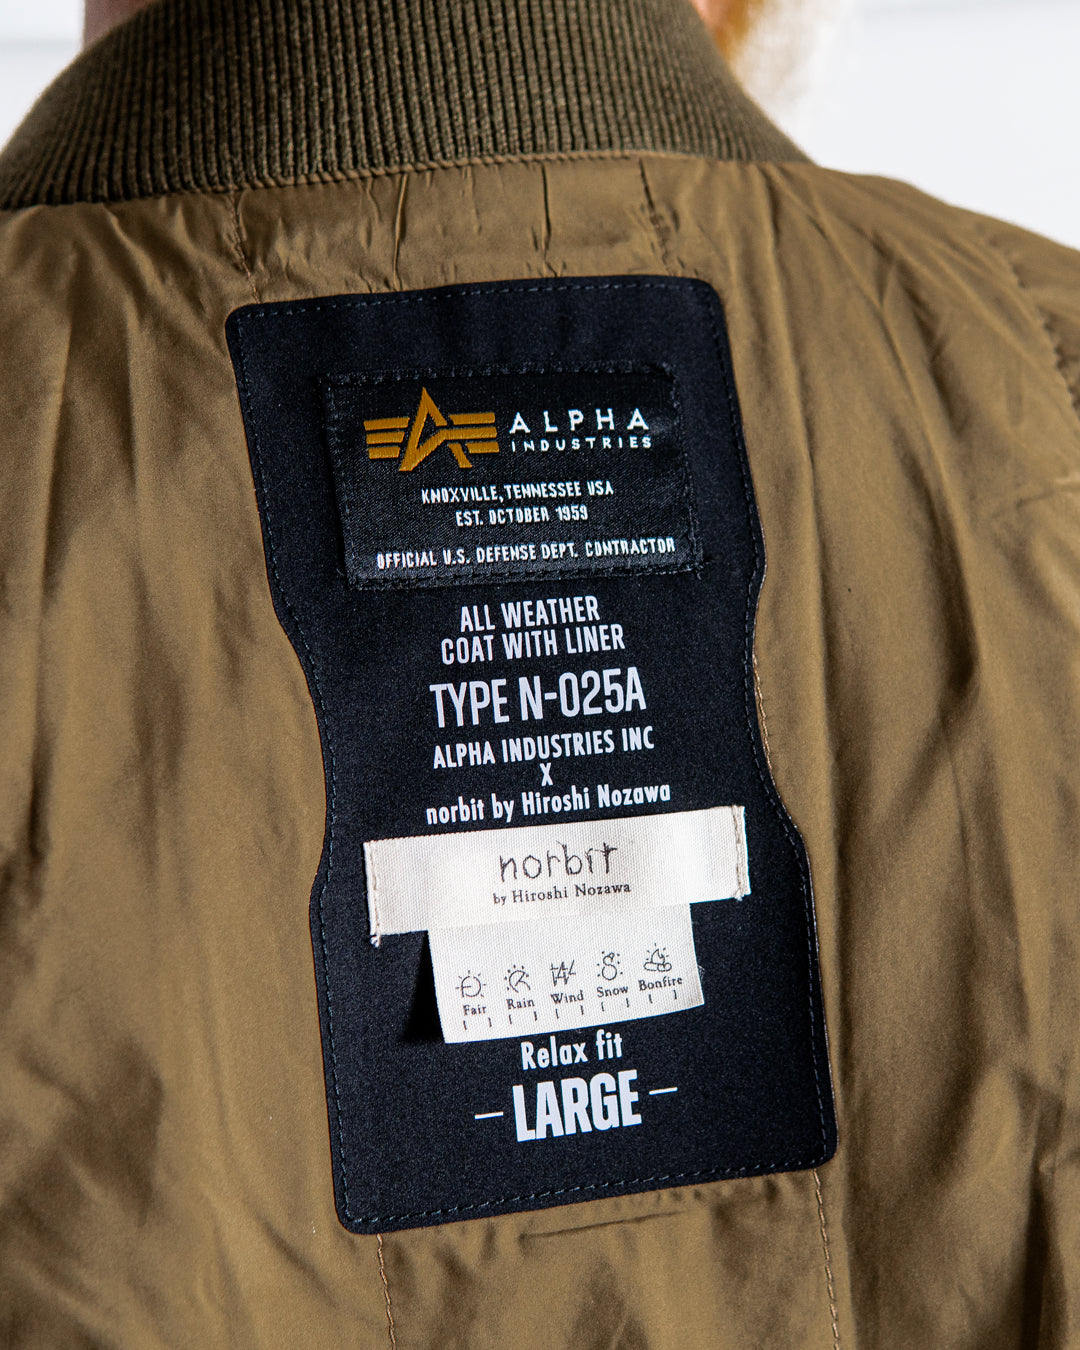 ALPHA
INDUSTRIES
KNOXVILLE, TENNESSEE USA
EST. OCTOBER 1959
OFFICIAL U.S. DEFENSE DEPT. CONTRACTOR
ALL WEATHER
COAT WITH LINER
TYPE N-025A
ALPHA INDUSTRIES INC
X
norbit by Hiroshi Nozawa
norbit
by Hiroshi Nozawa
Fair Rain Wind Snow Bonfire
Relax fit
– LARGE –